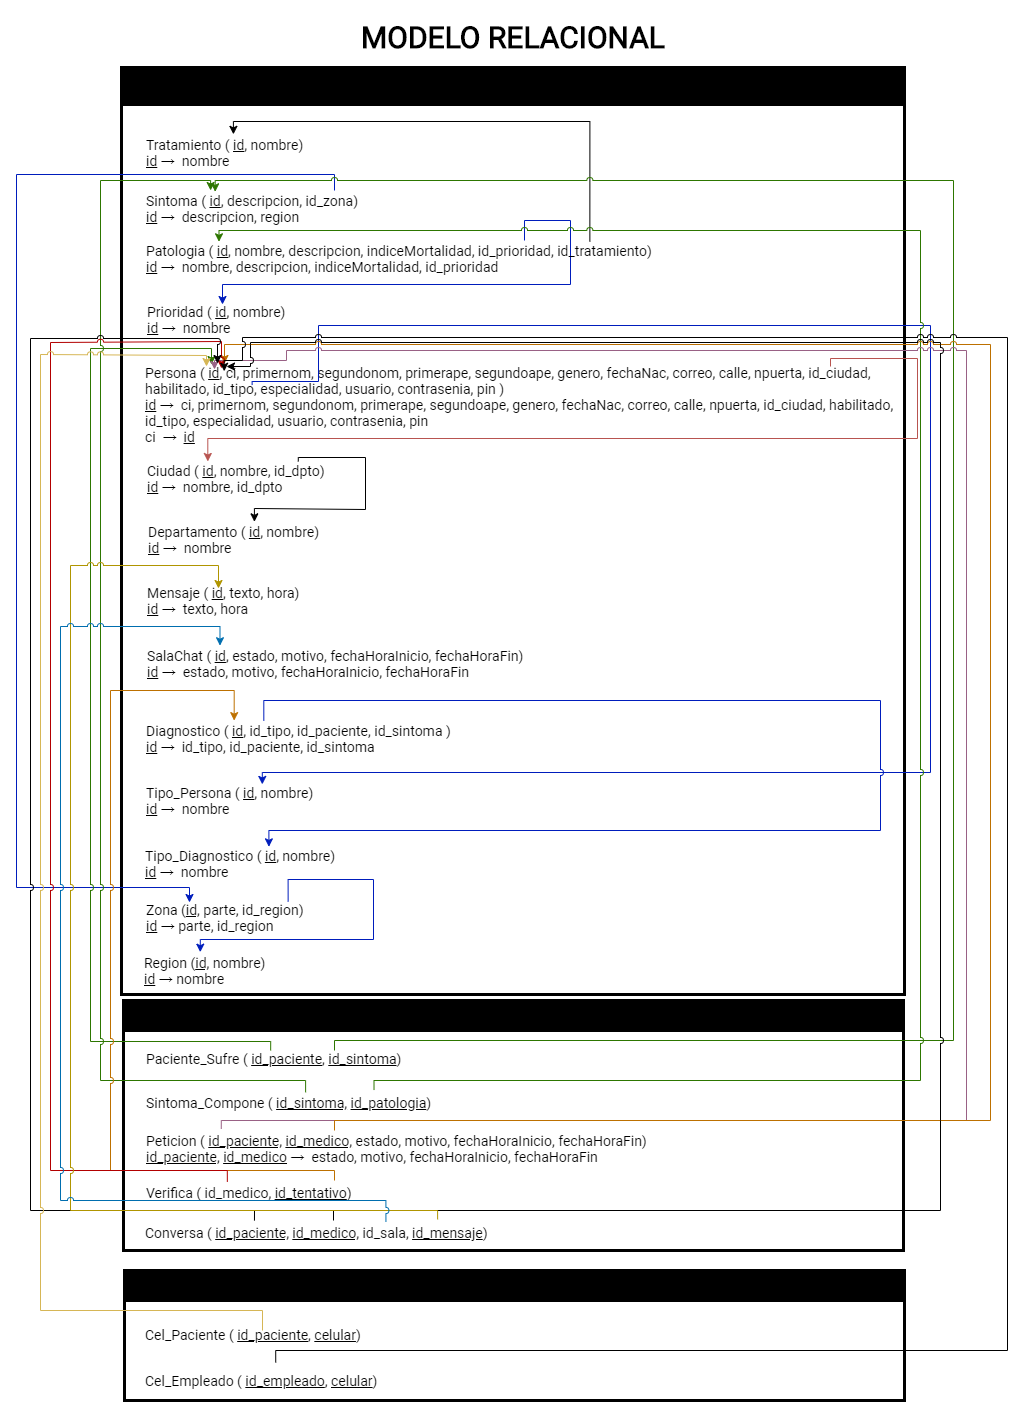 MODELO RELACIONAL
Tratamiento ( id, nombre)
id → nombre
Sintoma ( id, descripcion, id_zona)
id → descripcion, region
Patologia ( id, nombre, descripcion, indiceMortalidad, id_prioridad, id_tratamiento)
id → nombre, descripcion, indiceMortalidad, id_prioridad
Prioridad ( id, nombre)
id → nombre
Persona ( id, ci, primernom, segundonom, primerape, segundoape, genero, fechaNac, correo, calle, npuerta, id_ciudad,
habilitado, id_tipo, especialidad, usuario, contrasenia, pin )
id → ci, primernom, segundonom, primerape, segundoape, genero, fechaNac, correo, calle, npuerta, id_ciudad, habilitado,
id_tipo, especialidad, usuario, contrasenia, pin
ci → id
Ciudad ( id, nombre, id_dpto)
id → nombre, id_dpto
Departamento ( id, nombre)
id → nombre
Mensaje ( id, texto, hora)
id → texto, hora
SalaChat ( id, estado, motivo, fechaHoraInicio, fechaHoraFin)
id → estado, motivo, fechaHoraInicio, fechaHoraFin
Diagnostico ( id, id_tipo, id_paciente, id_sintoma )
id → id_tipo, id_paciente, id_sintoma
Tipo_Persona ( id, nombre)
id → nombre
Tipo_Diagnostico ( id, nombre)
id → nombre
Zona (id, parte, id_region)
id → parte, id_region
Region (id, nombre)
id → nombre
Paciente_Sufre ( id_paciente, id_sintoma)
Sintoma_Compone ( id_sintoma, id_patologia)
Peticion ( id_paciente, id_medico, estado, motivo, fechaHoraInicio, fechaHoraFin)
id_paciente, id_medico → estado, motivo, fechaHoraInicio, fechaHoraFin
Verifica ( id_medico, id_tentativo)
Conversa ( id_paciente, id_medico, id_sala, id_mensaje)
Cel_Paciente ( id_paciente, celular)
Cel_Empleado ( id_empleado, celular)